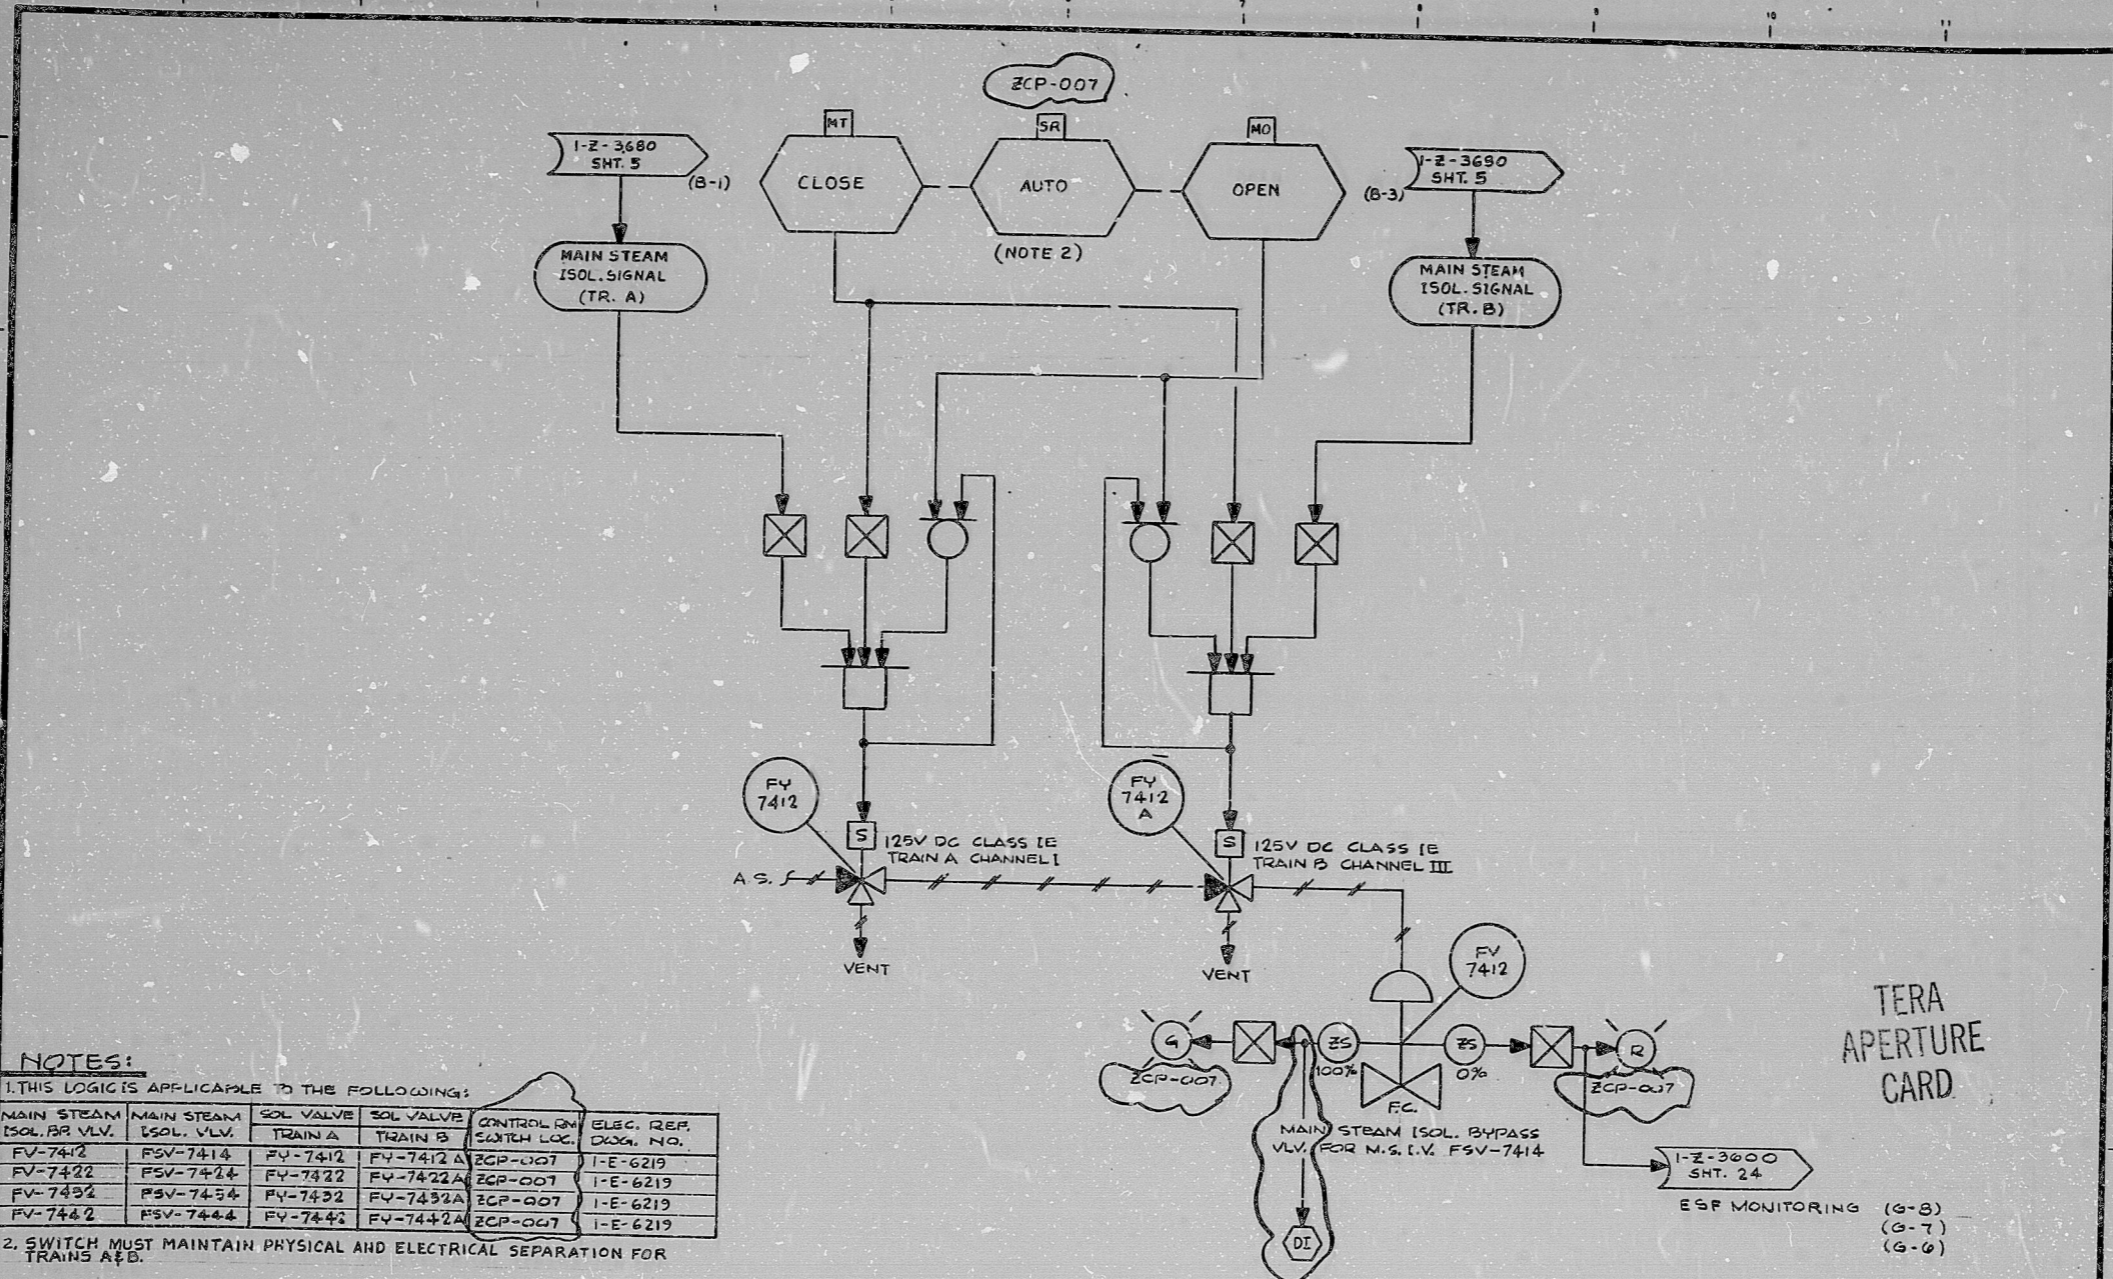 7
8
9
10
11
ZCP-007
MT
SR
MO
1-Z-3680
SHT. 5
(B-1)
CLOSE
AUTO
OPEN
(NOTE 2)
1-Z-3680
SHT. 5
(B-3)
MAIN STEAM
ISOL. SIGNAL
(TR. A)
MAIN STEAM
ISOL. SIGNAL
(TR. B)
FY
7412
S
125V DC CLASS IE
TRAIN A CHANNEL I
FY
7412
A
S
125V DC CLASS IE
TRAIN B CHANNEL III
A.S.
VENT
VENT
FV
7412
G
ZS
100%
ZS
0%
R
ZCP-007
ZCP-007
F.C.
MAIN STEAM ISOL. BYPASS
VLV. FOR M.S.I.V. FSV-7414
DI
1-Z-3600
SHT. 24
ESF MONITORING (G-8)
(G-7)
(G-6)
TERA
APERTURE
CARD
NOTES:
1. THIS LOGIC IS APPLICABLE TO THE FOLLOWING:
MAIN STEAM ISOL. BP. VLV. MAIN STEAM ISOL. VLV. SOL VALVE TRAIN A SOL VALVE TRAIN B CONTROL RM SWITCH LOC. ELEC. REF. DWG. NO.
FV-7412 FSV-7414 FY-7412 FY-7412A ZCP-007 1-E-6219
FV-7422 FSV-7424 FY-7422 FY-7422A ZCP-007 1-E-6219
FV-7432 FSV-7434 FY-7432 FY-7432A ZCP-007 1-E-6219
FV-7442 FSV-7444 FY-7442 FY-7442A ZCP-007 1-E-6219
2. SWITCH MUST MAINTAIN PHYSICAL AND ELECTRICAL SEPARATION FOR
TRAINS A&B.